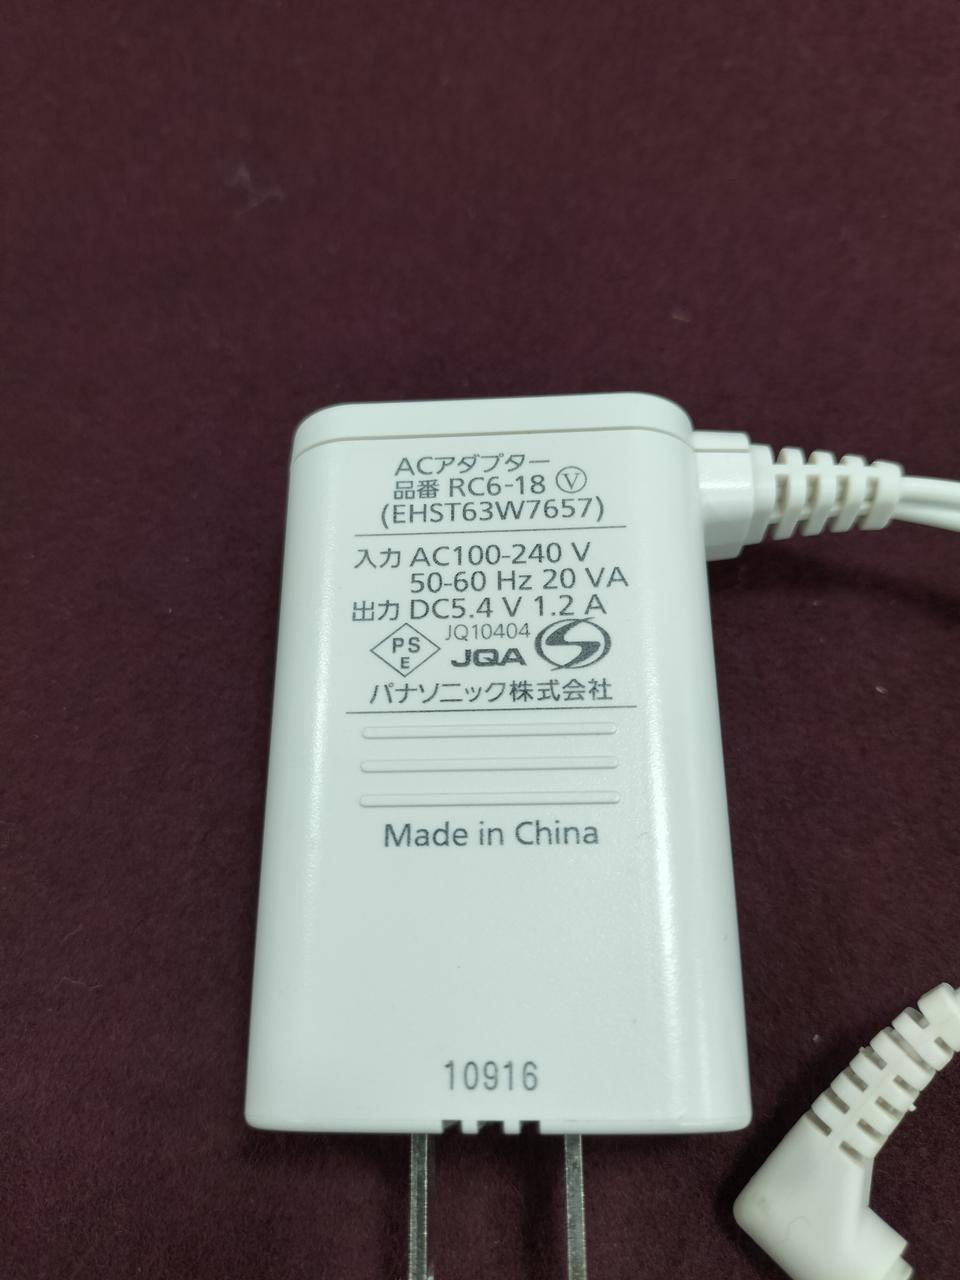 ACアダプター
品番 RC6-18 Ⓥ
(EHST63W7657)
入力 AC100-240 V
50-60 Hz 20 VA
出力 DC5.4 V 1.2 A
PS
E
JQ10404
JQA
パナソニック株式会社
Made in China
10916